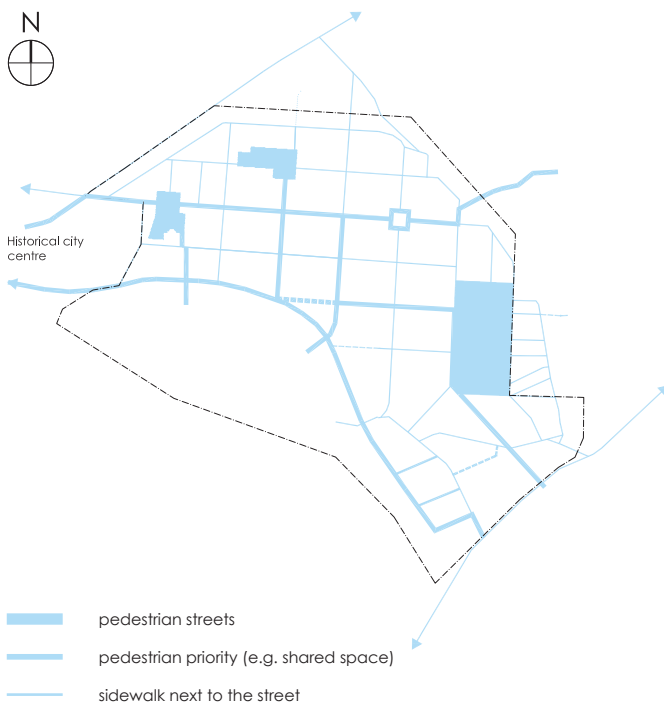 N
Historical city
centre
pedestrian streets
pedestrian priority (e.g. shared space)
sidewalk next to the street